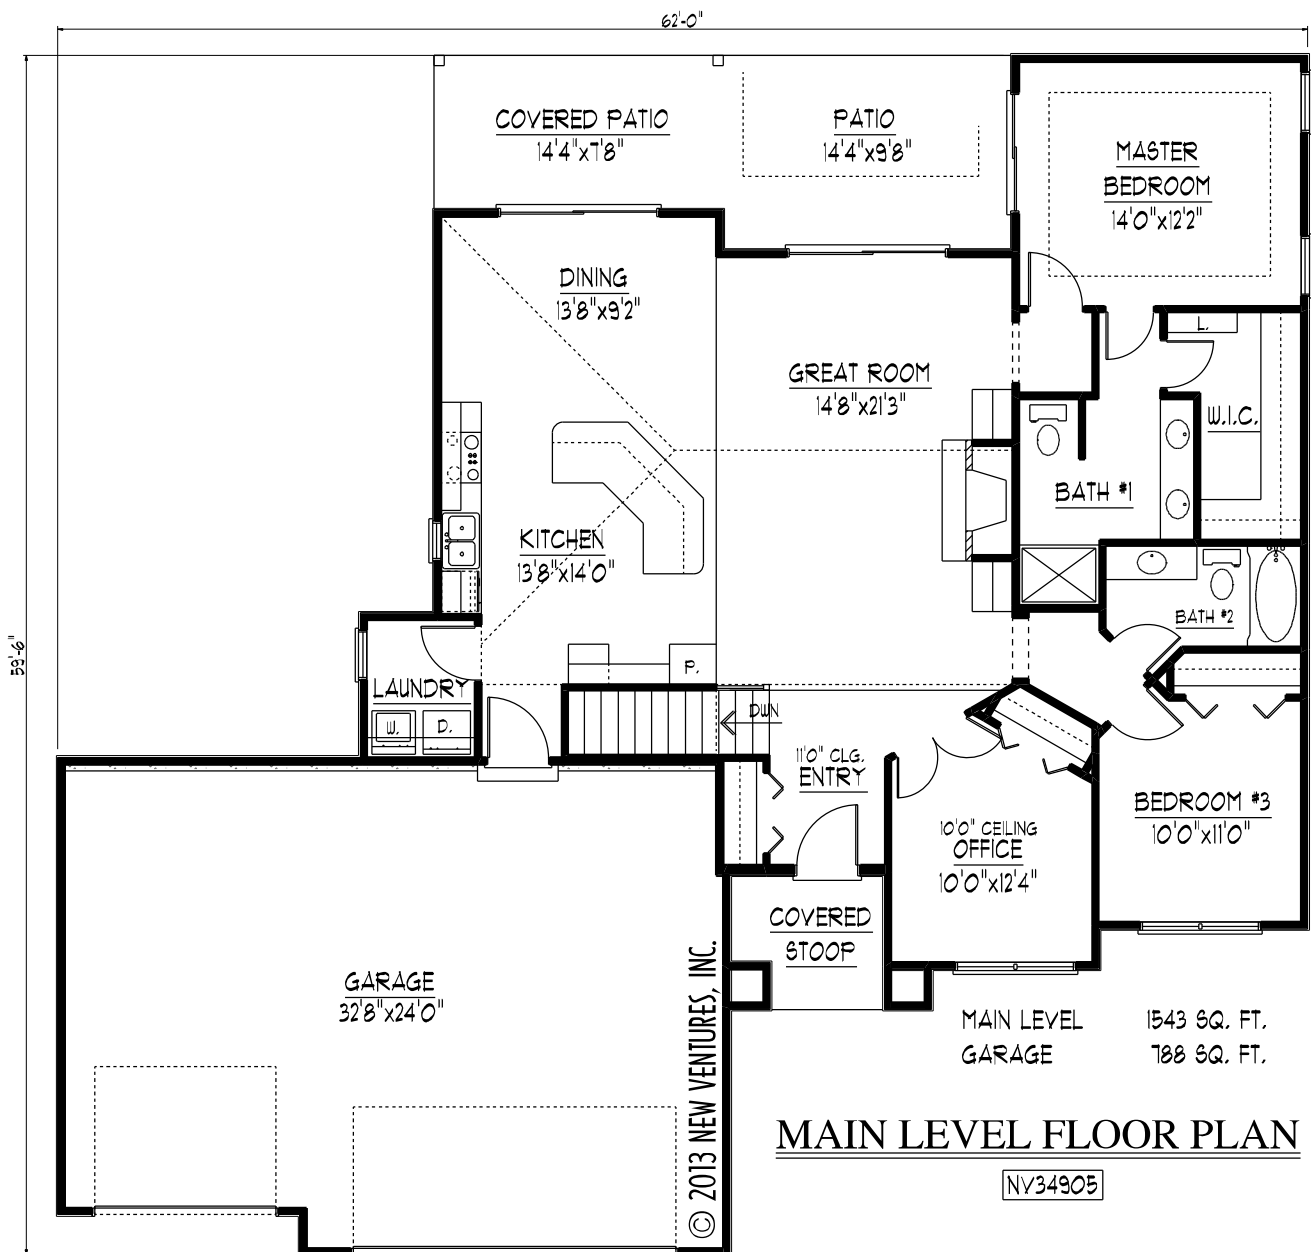 62'-0"
COVERED PATIO
14'4"x7'8"
PATIO
14'4"x9'8"
MASTER
BEDROOM
14'0"x12'2"
DINING
13'8"x9'2"
L.
GREAT ROOM
14'8"x21'3"
W.I.C.
BATH #1
KITCHEN
13'8"x14'0"
BATH #2
59'-6"
P.
LAUNDRY
W.
D.
DWN
11'0" CLG.
ENTRY
BEDROOM #3
10'0"x11'0"
10'0" CEILING
OFFICE
10'0"x12'4"
COVERED
STOOP
GARAGE
32'8"x24'0"
© 2013 NEW VENTURES, INC.
MAIN LEVEL 1543 SQ. FT.
GARAGE 788 SQ. FT.
MAIN LEVEL FLOOR PLAN
NV34905